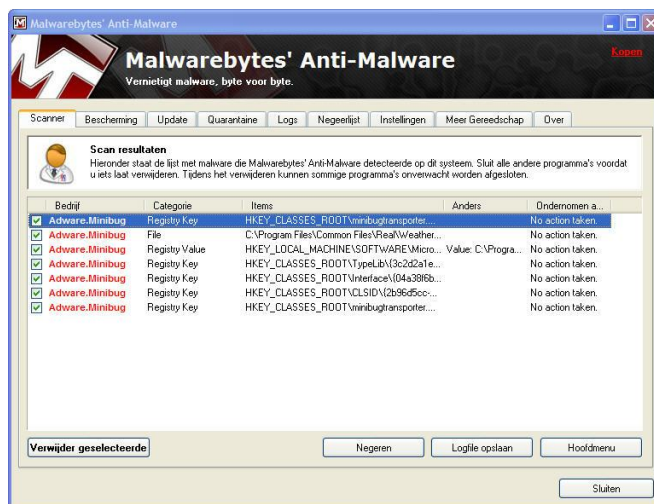 Malwarebytes' Anti-Malware
Malwarebytes' Anti-Malware
Kopen
Vernietigt malware, byte voor byte.
Scanner Bescherming Update Quarantaine Logs Negeerlijst Instellingen Meer Gereedschap Over
Scan resultaten
Hieronder staat de lijst met malware die Malwarebytes' Anti-Malware detecteerde op dit systeem. Sluit alle andere programma's voordat
u iets laat verwijderen. Tijdens het verwijderen kunnen sommige programma's onverwacht worden afgesloten.
Bedrijf Categorie Items Anders Ondernomen a...
Adware.Minibug Registry Key HKEY_CLASSES_ROOT\minibugtransporter.... No action taken.
Adware.Minibug File C:\Program Files\Common Files\Real\Weather... No action taken.
Adware.Minibug Registry Value HKEY_LOCAL_MACHINE\SOFTWARE\Micro... Value: C:\Progra... No action taken.
Adware.Minibug Registry Key HKEY_CLASSES_ROOT\TypeLib\{3c2d2a1e... No action taken.
Adware.Minibug Registry Key HKEY_CLASSES_ROOT\Interface\{04a38f6b... No action taken.
Adware.Minibug Registry Key HKEY_CLASSES_ROOT\CLSID\{2b96d5cc-... No action taken.
Adware.Minibug Registry Key HKEY_CLASSES_ROOT\minibugtransporter.... No action taken.
Verwijder geselecteerde Negeren Logfile opslaan Hoofdmenu
Sluiten